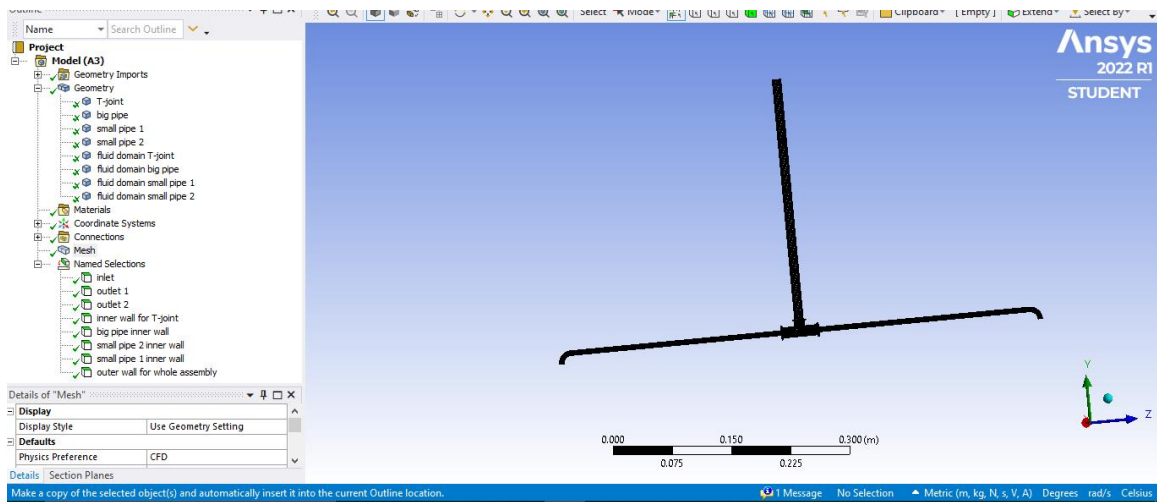 Select Mode Clipboard [ Empty ] Extend Select By
Name Search Outline
Project
Model (A3)
Geometry Imports
Geometry
T-joint
big pipe
small pipe 1
small pipe 2
fluid domain T-joint
fluid domain big pipe
fluid domain small pipe 1
fluid domain small pipe 2
Materials
Coordinate Systems
Connections
Mesh
Named Selections
inlet
outlet 1
outlet 2
inner wall for T-joint
big pipe inner wall
small pipe 2 inner wall
small pipe 1 inner wall
outer wall for whole assembly
Details of "Mesh"
Display
Display Style Use Geometry Setting
Defaults
Physics Preference CFD
Details Section Planes
Ansys
2022 R1
STUDENT
Y
Z
0.000 0.150 0.300 (m)
0.075 0.225
Make a copy of the selected object(s) and automatically insert it into the current Outline location. 1 Message No Selection Metric (m, kg, N, s, V, A) Degrees rad/s Celsius